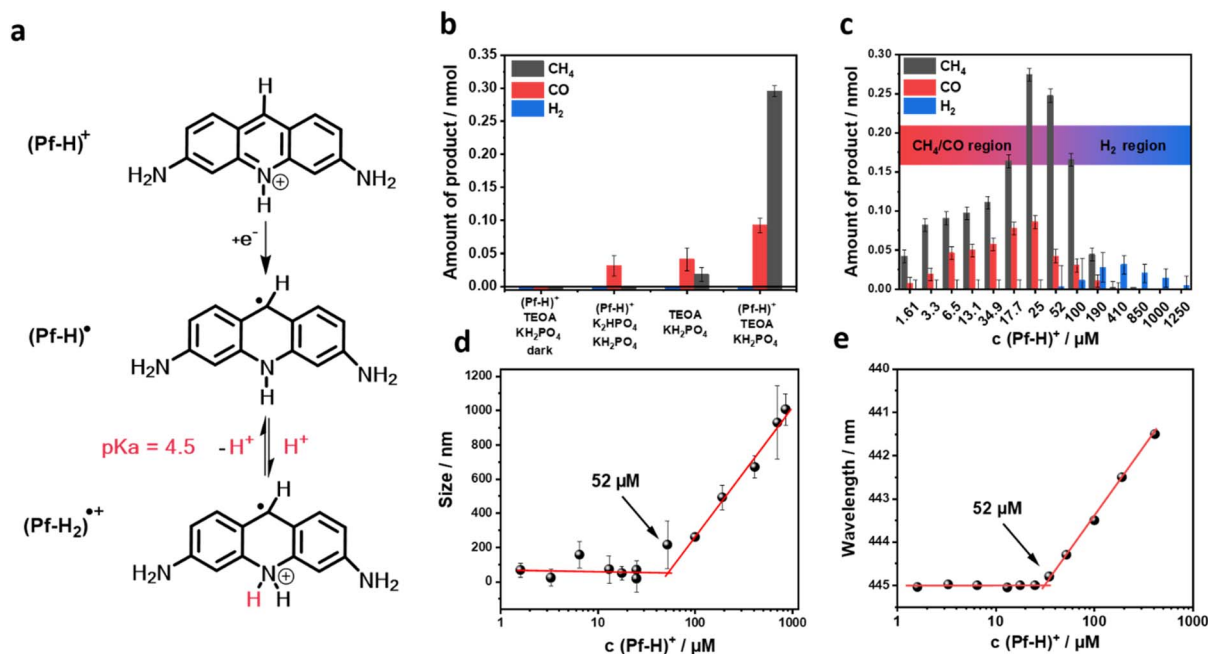 a
H
(Pf-H)+
H2N
N
+
H
NH2
+e-
H
(Pf-H)•
H2N
N
H
NH2
pKa = 4.5
-H+
H+
H
(Pf-H2)•+
H2N
N
+
H
H
NH2
b
Amount of product / nmol
0.35
0.30
0.25
0.20
0.15
0.10
0.05
0.00
CH4
CO
H2
(Pf-H)+
TEOA
KH2PO4
dark
(Pf-H)+
K2HPO4
KH2PO4
TEOA
KH2PO4
(Pf-H)+
TEOA
KH2PO4
c
Amount of product / nmol
0.30
0.25
0.20
0.15
0.10
0.05
0.00
CH4
CO
H2
CH4/CO region
H2 region
1.61
3.3
6.5
13.1
34.9
17.7
25
52
100
190
410
850
1000
1250
c (Pf-H)+ / µM
d
Size / nm
1200
1000
800
600
400
200
0
52 µM
1
10
100
1000
c (Pf-H)+ / µM
e
Wavelength / nm
440
441
442
443
444
445
52 µM
1
10
100
1000
c (Pf-H)+ / µM